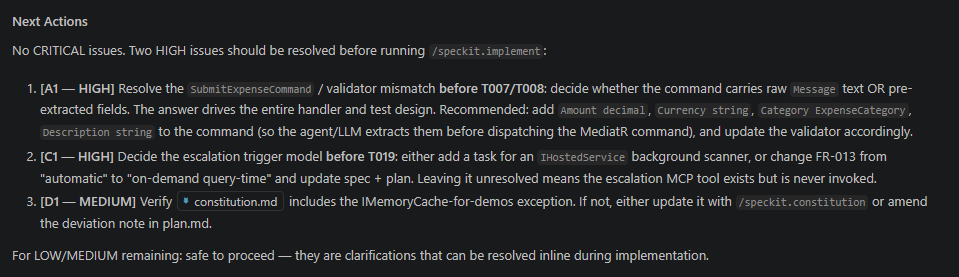 Next Actions
No CRITICAL issues. Two HIGH issues should be resolved before running /speckit.implement:
1. [A1 — HIGH] Resolve the SubmitExpenseCommand / validator mismatch before T007/T008: decide whether the command carries raw Message text OR pre-
extracted fields. The answer drives the entire handler and test design. Recommended: add Amount decimal, Currency string, Category ExpenseCategory,
Description string to the command (so the agent/LLM extracts them before dispatching the MediatR command), and update the validator accordingly.
2. [C1 — HIGH] Decide the escalation trigger model before T019: either add a task for an IHostedService background scanner, or change FR-013 from
"automatic" to "on-demand query-time" and update spec + plan. Leaving it unresolved means the escalation MCP tool exists but is never invoked.
3. [D1 — MEDIUM] Verify constitution.md includes the IMemoryCache-for-demos exception. If not, either update it with /speckit.constitution or amend
the deviation note in plan.md.
For LOW/MEDIUM remaining: safe to proceed — they are clarifications that can be resolved inline during implementation.